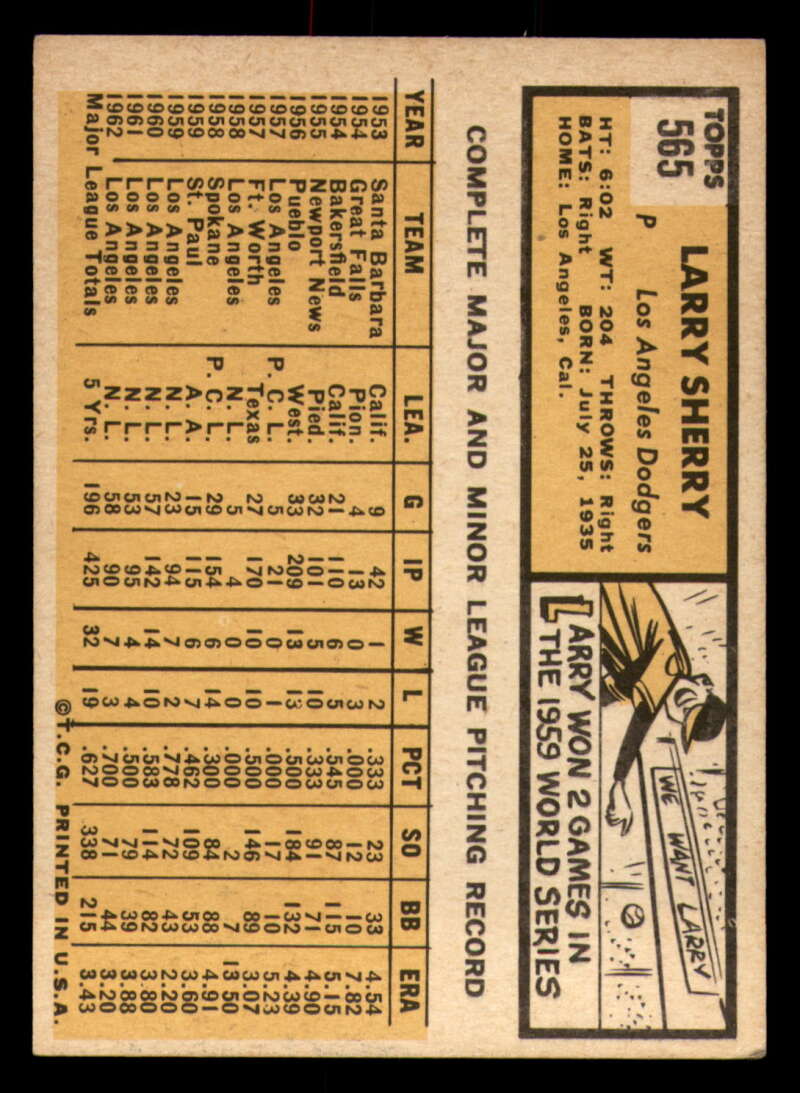 TOPPS
565
LARRY SHERRY
P Los Angeles Dodgers
HT: 6:02 WT: 204 THROWS: Right
BATS: Right BORN: July 25, 1935
HOME: Los Angeles, Cal.
WE WANT LARRY
LARRY WON 2 GAMES IN
THE 1959 WORLD SERIES
COMPLETE MAJOR AND MINOR LEAGUE PITCHING RECORD
YEAR TEAM LEA. G IP W L PCT SO BB ERA
1953 Santa Barbara Calif. 9 42 1 2 .333 23 33 4.54
1954 Great Falls Pion. 4 13 0 3 .000 12 10 7.82
1954 Bakersfield Calif. 21 110 6 5 .545 87 115 5.15
1955 Newport News Pied. 32 101 5 10 .333 91 71 4.90
1956 Pueblo West. 33 209 13 13 .500 184 132 4.39
1957 Los Angeles P. C. L. 5 21 0 1 .000 17 10 5.23
1957 Ft. Worth Texas 27 170 10 10 .500 146 89 3.07
1958 Los Angeles N. L. 5 4 0 0 .000 2 7 13.50
1958 Spokane P. C. L. 29 154 6 14 .300 84 88 4.91
1959 St. Paul A. A. 15 115 6 7 .462 109 53 3.60
1959 Los Angeles N. L. 23 94 7 2 .778 72 43 2.20
1960 Los Angeles N. L. 57 142 14 10 .583 114 82 3.80
1961 Los Angeles N. L. 53 95 4 4 .500 79 39 3.88
1962 Los Angeles N. L. 58 90 7 3 .700 71 44 3.20
Major League Totals 5 Yrs. 196 425 32 19 .627 338 215 3.43
©T.C.G. PRINTED IN U.S.A.